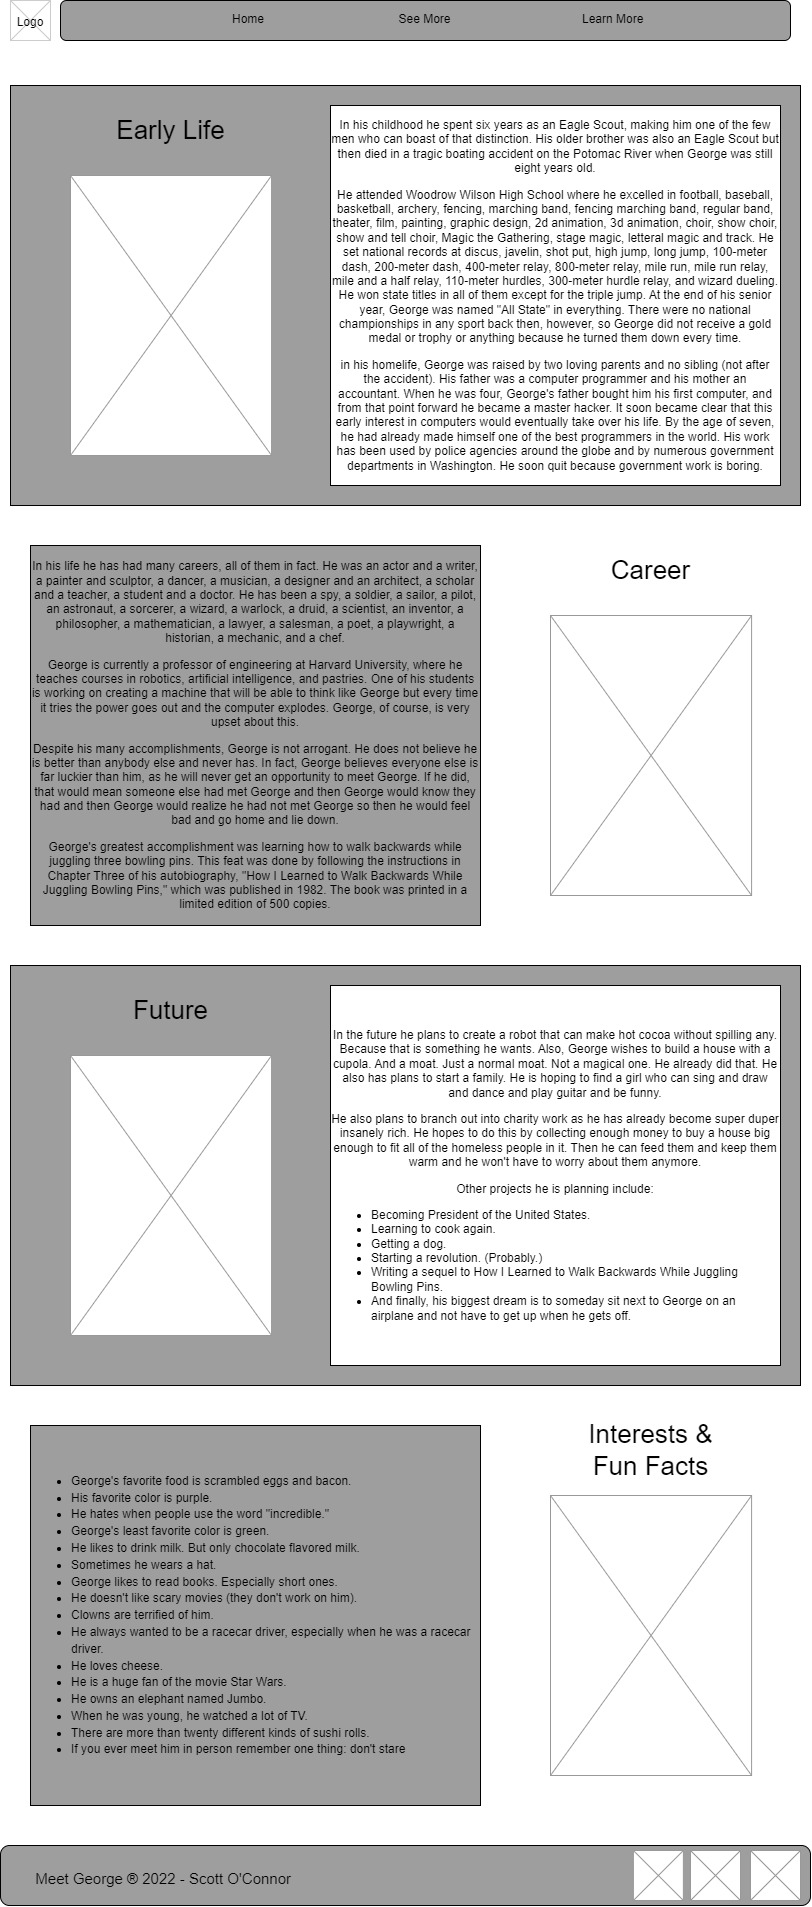 Logo
Home
See More
Learn More
Early Life
In his childhood he spent six years as an Eagle Scout, making him one of the few
men who can boast of that distinction. His older brother was also an Eagle Scout but
then died in a tragic boating accident on the Potomac River when George was still
eight years old.
He attended Woodrow Wilson High School where he excelled in football, baseball,
basketball, archery, fencing, marching band, fencing marching band, regular band,
theater, film, painting, graphic design, 2d animation, 3d animation, choir, show choir,
show and tell choir, Magic the Gathering, stage magic, letteral magic and track. He
set national records at discus, javelin, shot put, high jump, long jump, 100-meter
dash, 200-meter dash, 400-meter relay, 800-meter relay, mile run, mile run relay,
mile and a half relay, 110-meter hurdles, 300-meter hurdle relay, and wizard dueling.
He won state titles in all of them except for the triple jump. At the end of his senior
year, George was named "All State" in everything. There were no national
championships in any sport back then, however, so George did not receive a gold
medal or trophy or anything because he turned them down every time.
in his homelife, George was raised by two loving parents and no sibling (not after
the accident). His father was a computer programmer and his mother an
accountant. When he was four, George's father bought him his first computer, and
from that point forward he became a master hacker. It soon became clear that this
early interest in computers would eventually take over his life. By the age of seven,
he had already made himself one of the best programmers in the world. His work
has been used by police agencies around the globe and by numerous government
departments in Washington. He soon quit because government work is boring.
In his life he has had many careers, all of them in fact. He was an actor and a writer,
a painter and sculptor, a dancer, a musician, a designer and an architect, a scholar
and a teacher, a student and a doctor. He has been a spy, a soldier, a sailor, a pilot,
an astronaut, a sorcerer, a wizard, a warlock, a druid, a scientist, an inventor, a
philosopher, a mathematician, a lawyer, a salesman, a poet, a playwright, a
historian, a mechanic, and a chef.
George is currently a professor of engineering at Harvard University, where he
teaches courses in robotics, artificial intelligence, and pastries. One of his students
is working on creating a machine that will be able to think like George but every time
it tries the power goes out and the computer explodes. George, of course, is very
upset about this.
Despite his many accomplishments, George is not arrogant. He does not believe he
is better than anybody else and never has. In fact, George believes everyone else is
far luckier than him, as he will never get an opportunity to meet George. If he did,
that would mean someone else had met George and then George would know they
had and then George would realize he had not met George so then he would feel
bad and go home and lie down.
George's greatest accomplishment was learning how to walk backwards while
juggling three bowling pins. This feat was done by following the instructions in
Chapter Three of his autobiography, "How I Learned to Walk Backwards While
Juggling Bowling Pins," which was published in 1982. The book was printed in a
limited edition of 500 copies.
Career
Future
In the future he plans to create a robot that can make hot cocoa without spilling any.
Because that is something he wants. Also, George wishes to build a house with a
cupola. And a moat. Just a normal moat. Not a magical one. He already did that. He
also has plans to start a family. He is hoping to find a girl who can sing and draw
and dance and play guitar and be funny.
He also plans to branch out into charity work as he has already become super duper
insanely rich. He hopes to do this by collecting enough money to buy a house big
enough to fit all of the homeless people in it. Then he can feed them and keep them
warm and he won't have to worry about them anymore.
Other projects he is planning include:
• Becoming President of the United States.
• Learning to cook again.
• Getting a dog.
• Starting a revolution. (Probably.)
• Writing a sequel to How I Learned to Walk Backwards While Juggling
Bowling Pins.
• And finally, his biggest dream is to someday sit next to George on an
airplane and not have to get up when he gets off.
Interests &
Fun Facts
• George's favorite food is scrambled eggs and bacon.
• His favorite color is purple.
• He hates when people use the word "incredible."
• George's least favorite color is green.
• He likes to drink milk. But only chocolate flavored milk.
• Sometimes he wears a hat.
• George likes to read books. Especially short ones.
• He doesn't like scary movies (they don't work on him).
• Clowns are terrified of him.
• He always wanted to be a racecar driver, especially when he was a racecar
driver.
• He loves cheese.
• He is a huge fan of the movie Star Wars.
• He owns an elephant named Jumbo.
• When he was young, he watched a lot of TV.
• There are more than twenty different kinds of sushi rolls.
• If you ever meet him in person remember one thing: don't stare
Meet George ® 2022 - Scott O'Connor